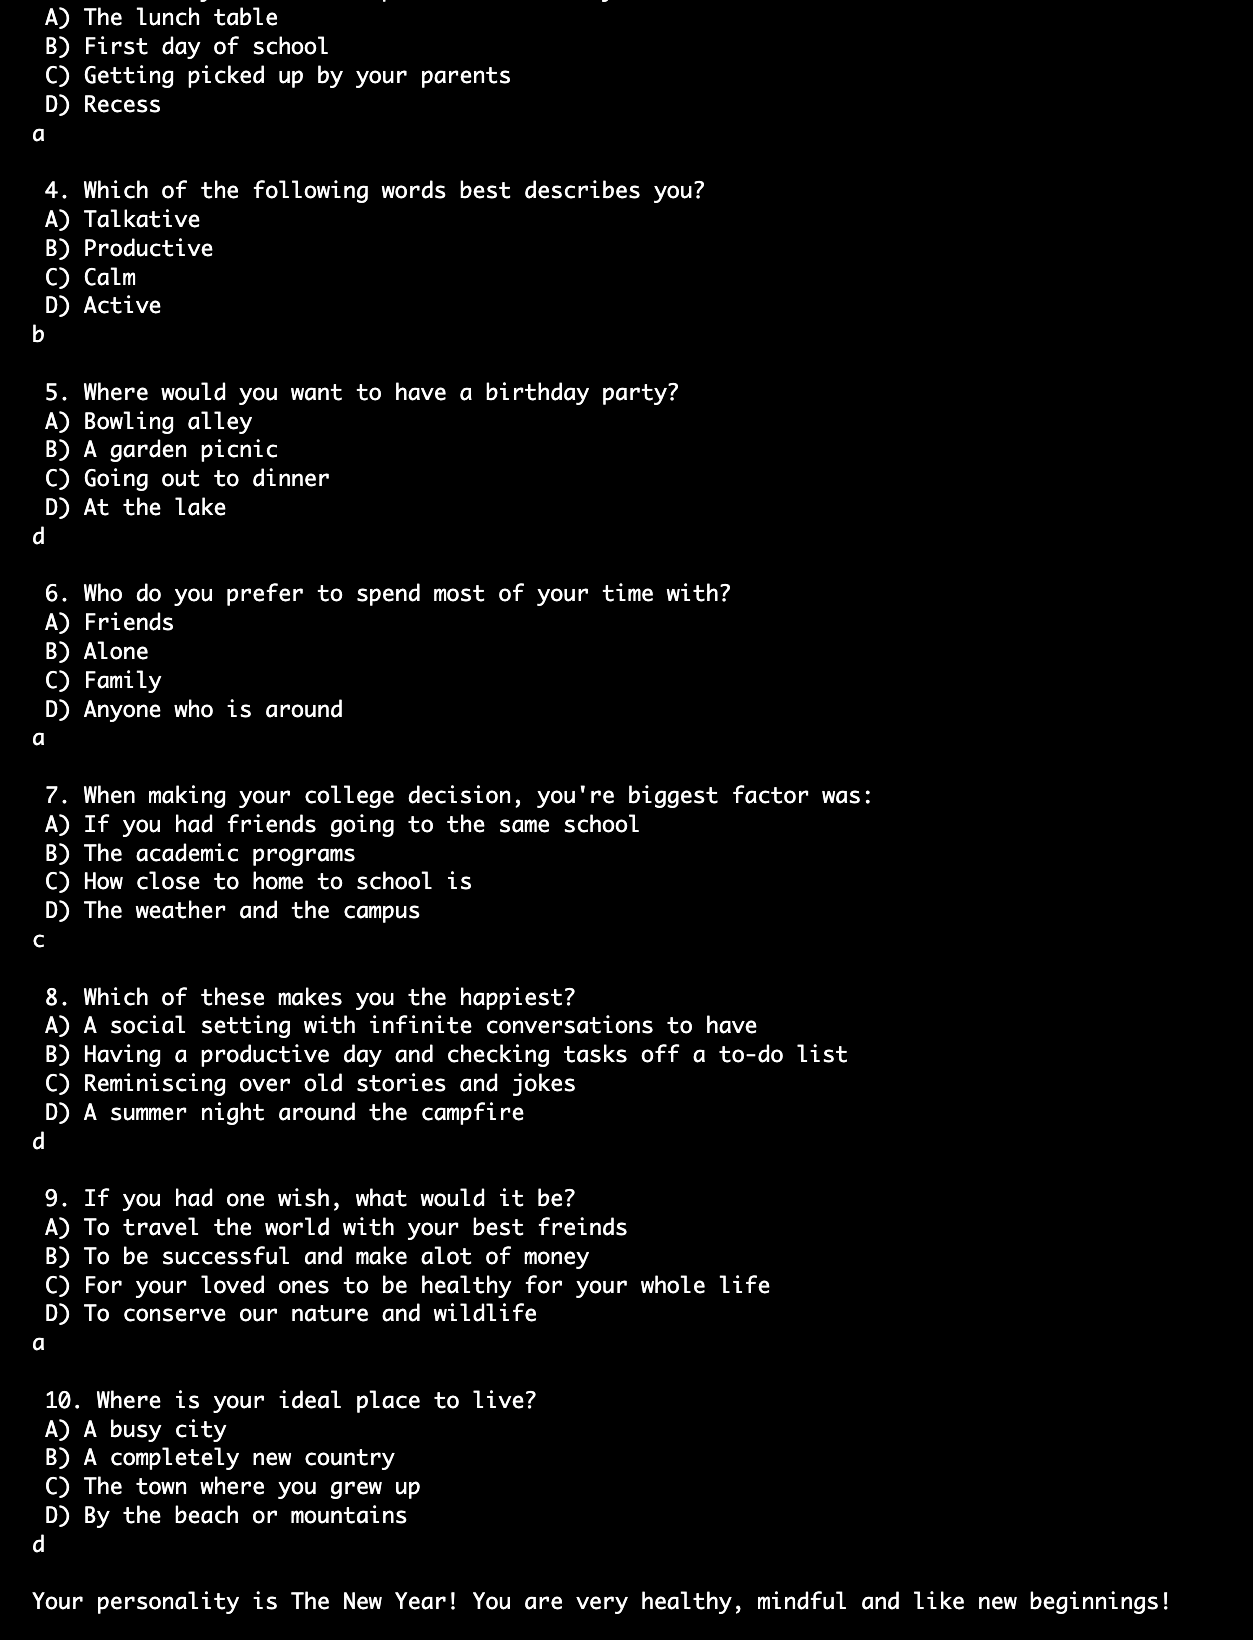 A) The lunch table
B) First day of school
C) Getting picked up by your parents
D) Recess
a
4. Which of the following words best describes you?
A) Talkative
B) Productive
C) Calm
D) Active
b
5. Where would you want to have a birthday party?
A) Bowling alley
B) A garden picnic
C) Going out to dinner
D) At the lake
d
6. Who do you prefer to spend most of your time with?
A) Friends
B) Alone
C) Family
D) Anyone who is around
a
7. When making your college decision, you're biggest factor was:
A) If you had friends going to the same school
B) The academic programs
C) How close to home to school is
D) The weather and the campus
c
8. Which of these makes you the happiest?
A) A social setting with infinite conversations to have
B) Having a productive day and checking tasks off a to-do list
C) Reminiscing over old stories and jokes
D) A summer night around the campfire
d
9. If you had one wish, what would it be?
A) To travel the world with your best freinds
B) To be successful and make alot of money
C) For your loved ones to be healthy for your whole life
D) To conserve our nature and wildlife
a
10. Where is your ideal place to live?
A) A busy city
B) A completely new country
C) The town where you grew up
D) By the beach or mountains
d
Your personality is The New Year! You are very healthy, mindful and like new beginnings!